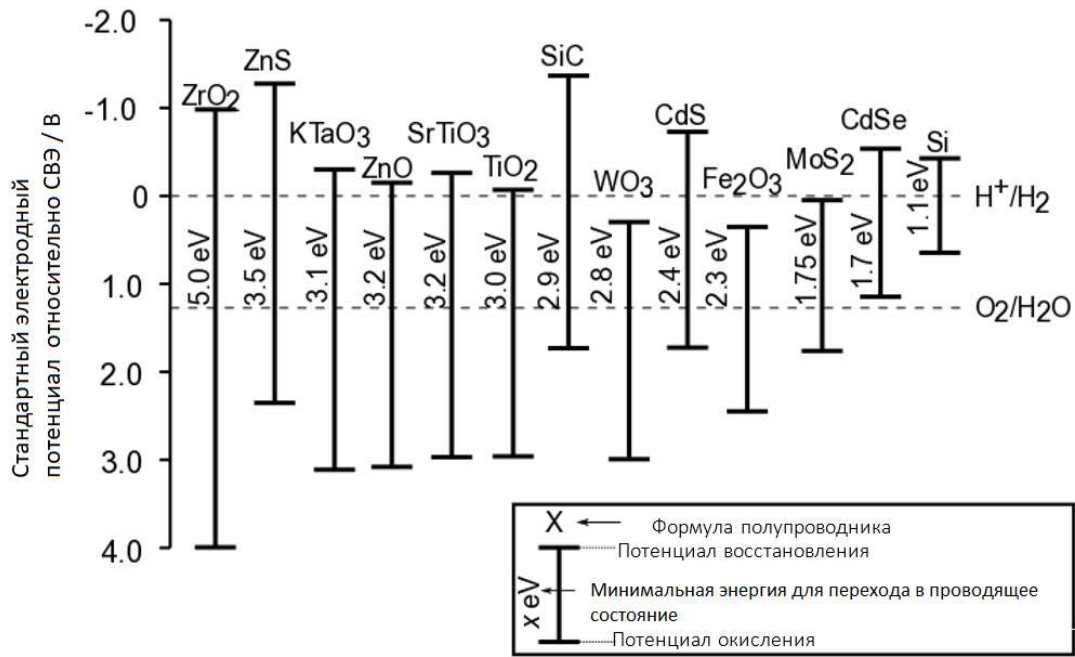 Стандартный электродный
потенциал относительно СВЭ / В
-2.0
-1.0
0
1.0
2.0
3.0
4.0
ZrO2
5.0 eV
ZnS
3.5 eV
KTaO3
3.1 eV
ZnO
3.2 eV
SrTiO3
3.2 eV
TiO2
3.0 eV
SiC
2.9 eV
WO3
2.8 eV
CdS
2.4 eV
Fe2O3
2.3 eV
MoS2
1.75 eV
CdSe
1.7 eV
Si
1.1 eV
H+/H2
O2/H2O
X
Формула полупроводника
Потенциал восстановления
x eV
Минимальная энергия для перехода в проводящее
состояние
Потенциал окисления